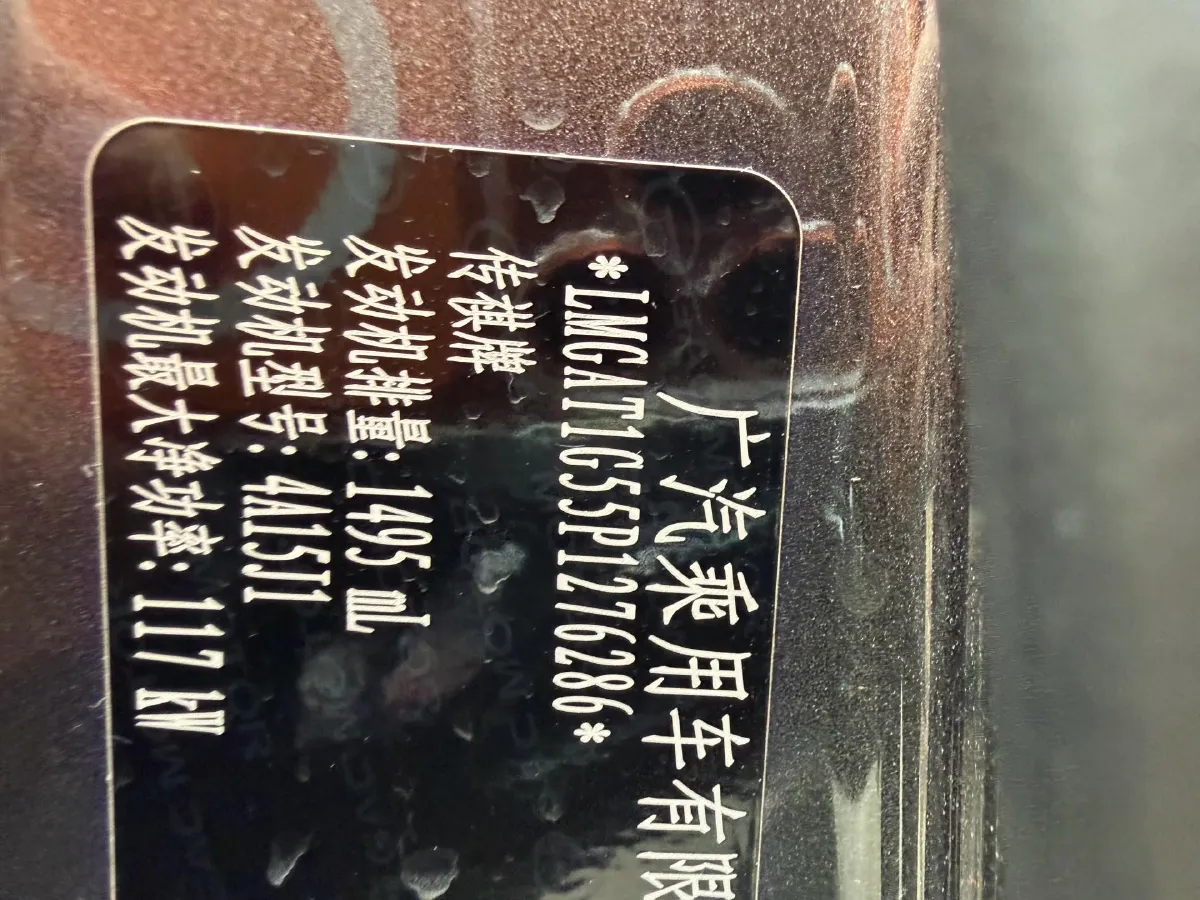 广汽乘用车有限
*LMGAT1G55P1276286*
传祺牌
发动机排量: 1495 mL
发动机型号: 4A15J1
发动机最大净功率: 117 kW